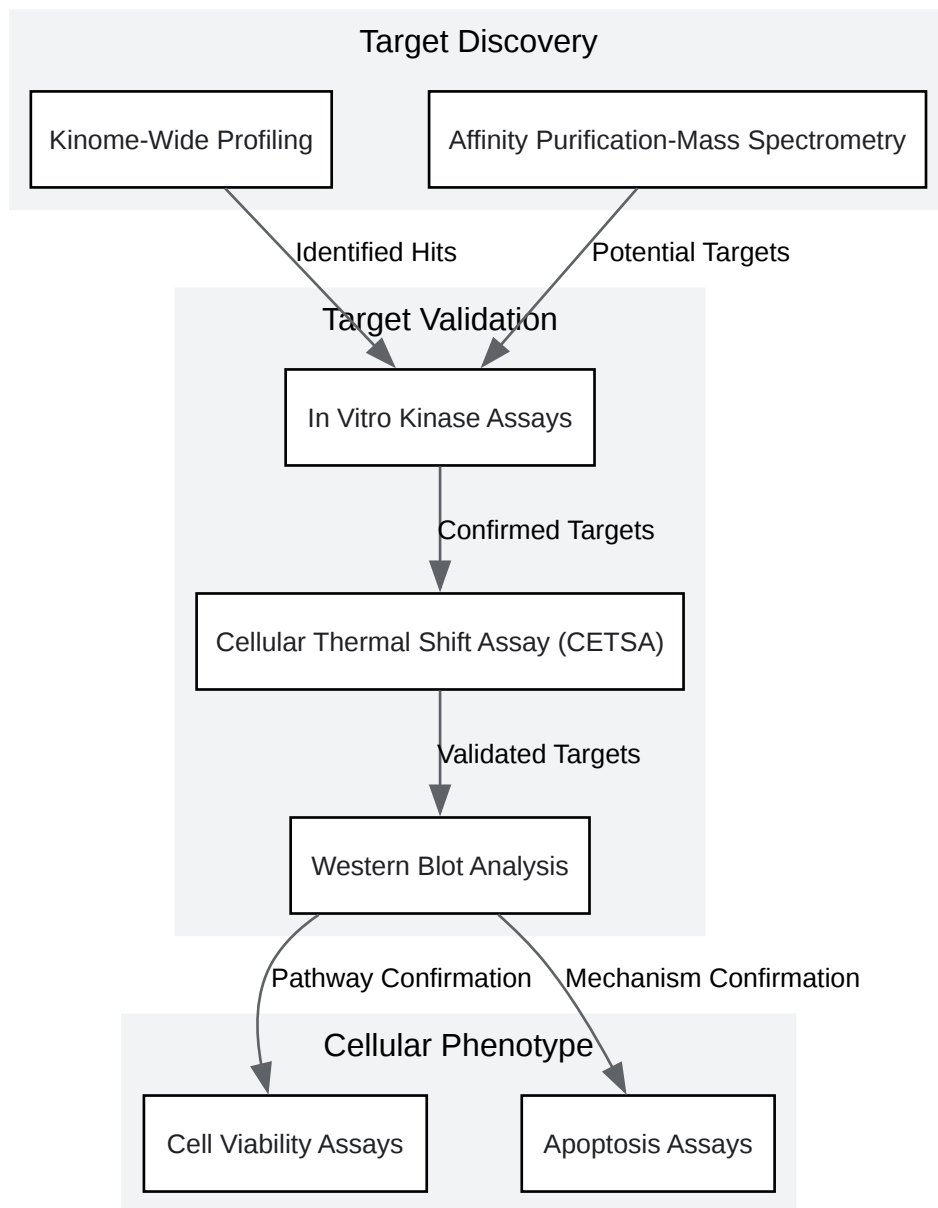 Target Discovery
Kinome-Wide Profiling
Affinity Purification-Mass Spectrometry
Identified Hits
Potential Targets
Target Validation
In Vitro Kinase Assays
Confirmed Targets
Cellular Thermal Shift Assay (CETSA)
Validated Targets
Western Blot Analysis
Pathway Confirmation
Mechanism Confirmation
Cellular Phenotype
Cell Viability Assays
Apoptosis Assays